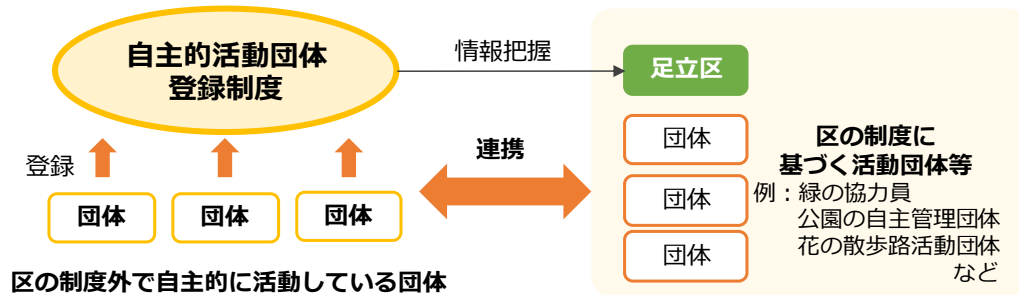 自主的活動団体
登録制度
情報把握
足立区
登録
団体
団体
団体
連携
団体
団体
団体
区の制度に
基づく活動団体等
例：緑の協力員
公園の自主管理団体
花の散歩路活動団体
など
区の制度外で自主的に活動している団体